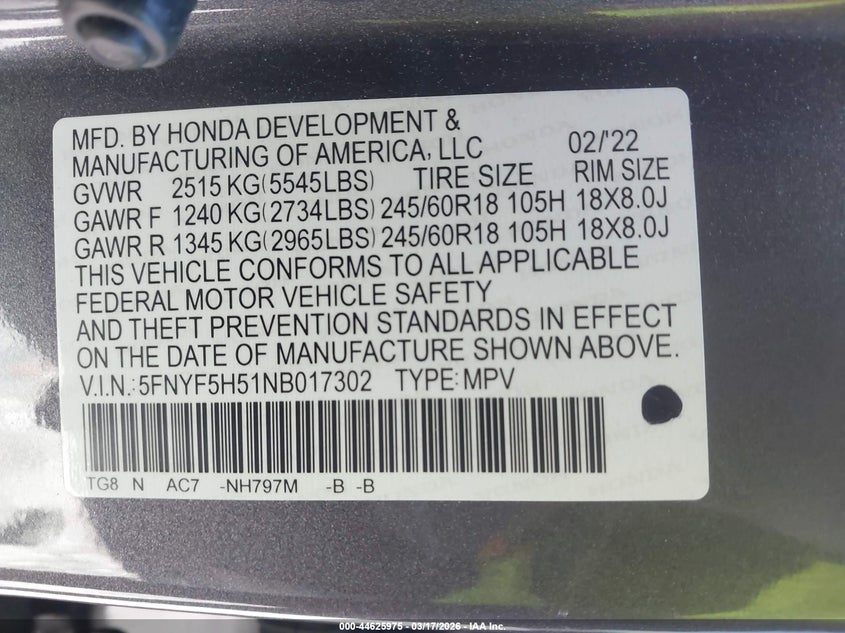 MFD. BY HONDA DEVELOPMENT &
MANUFACTURING OF AMERICA, LLC 02/'22
GVWR 2515 KG(5545LBS) TIRE SIZE RIM SIZE
GAWR F 1240 KG(2734LBS) 245/60R18 105H 18X8.0J
GAWR R 1345 KG(2965LBS) 245/60R18 105H 18X8.0J
THIS VEHICLE CONFORMS TO ALL APPLICABLE
FEDERAL MOTOR VEHICLE SAFETY
AND THEFT PREVENTION STANDARDS IN EFFECT
ON THE DATE OF MANUFACTURE SHOWN ABOVE.
V.I.N.: 5FNYF5H51NB017302 TYPE: MPV
TG8 N AC7 -NH797M -B -B
000-44625975 - 03/17/2026 - IAA Inc.